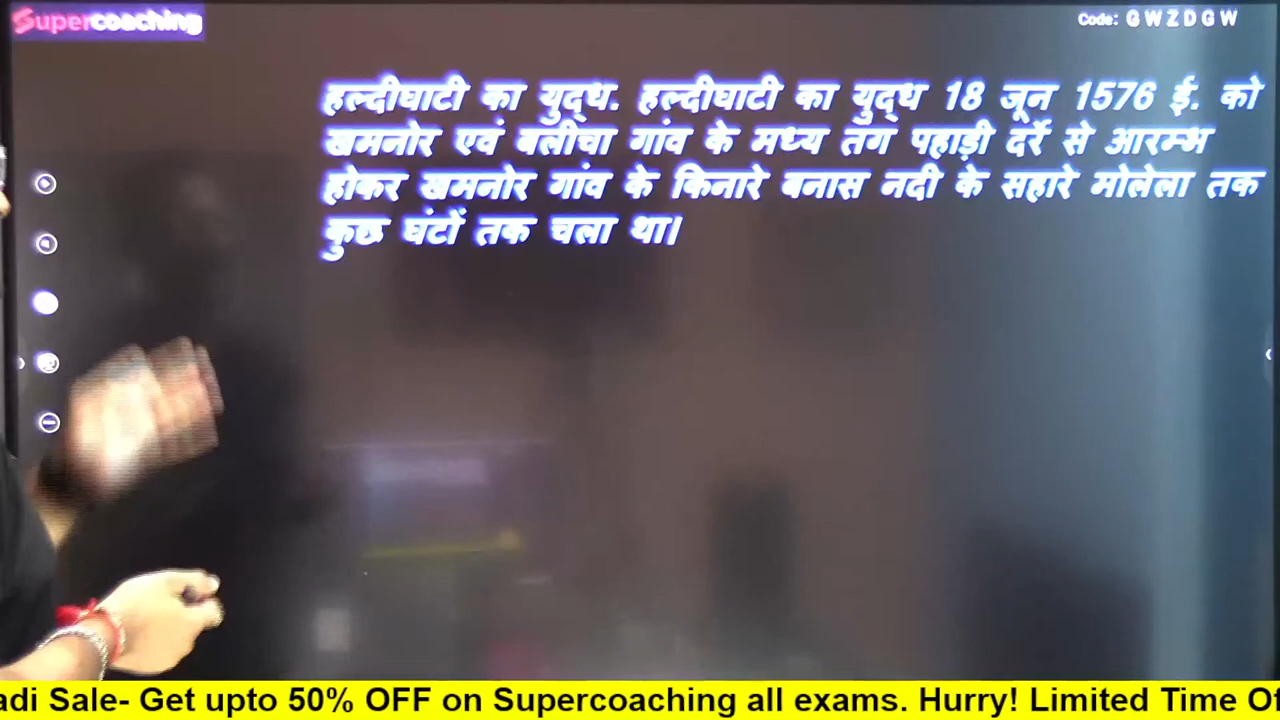 Supercoaching
Code: GWZDGW
हल्दीघाटी का युद्ध. हल्दीघाटी का युद्ध 18 जून 1576 ई. को
खमनोर एवं बलीचा गांव के मध्य तंग पहाड़ी दर्रे से आरम्भ
होकर खमनोर गांव के किनारे बनास नदी के सहारे मोलेला तक
कुछ घंटों तक चला था।
adi Sale- Get upto 50% OFF on Supercoaching all exams. Hurry! Limited Time Of